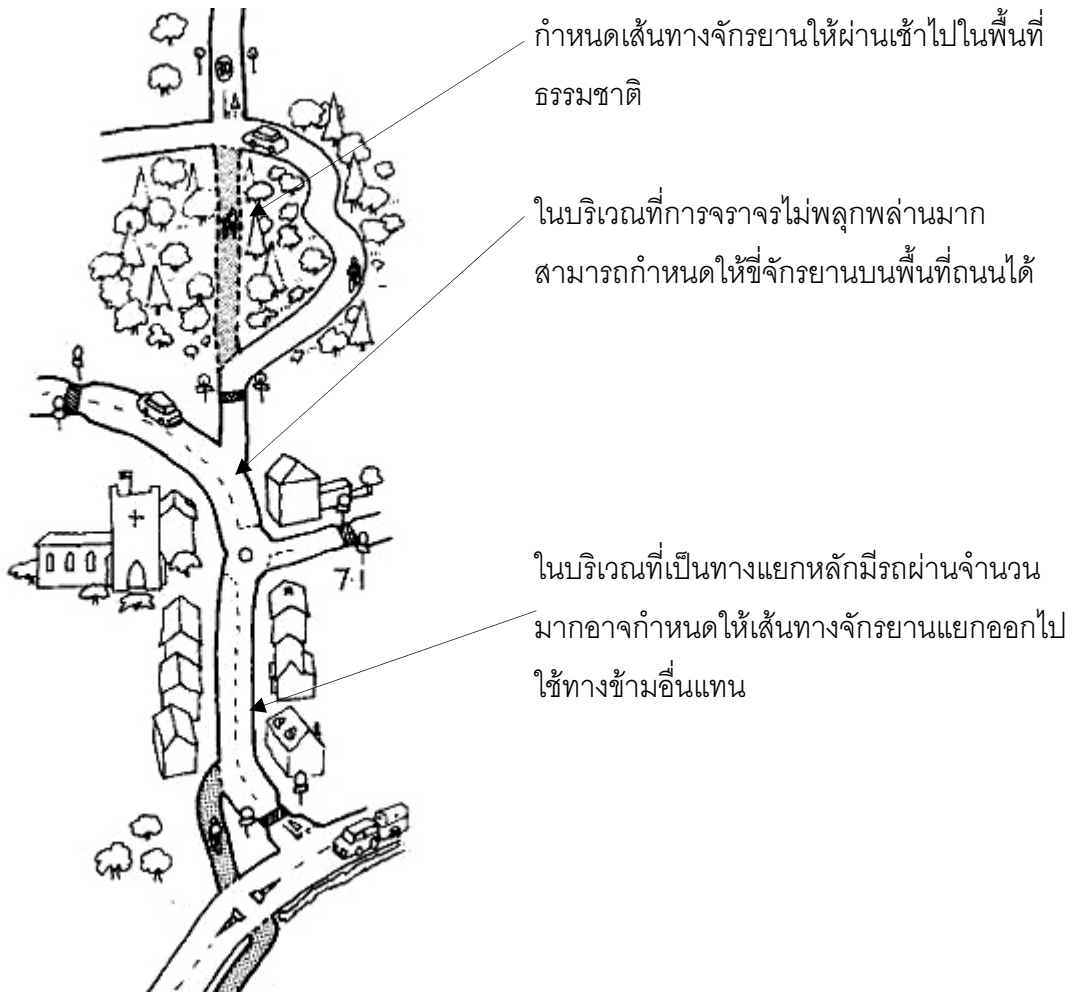 กำหนดเส้นทางจักรยานให้ผ่านเช้าไปในพื้นที่
ธรรมชาติ
30
ในบริเวณที่การจราจรไม่พลุกพล่านมาก
สามารถกำหนดให้ขี่จักรยานบนพื้นที่ถนนได้
ในบริเวณที่เป็นทางแยกหลักมีรถผ่านจำนวน
มากอาจกำหนดให้เส้นทางจักรยานแยกออกไป
ใช้ทางข้ามอื่นแทน